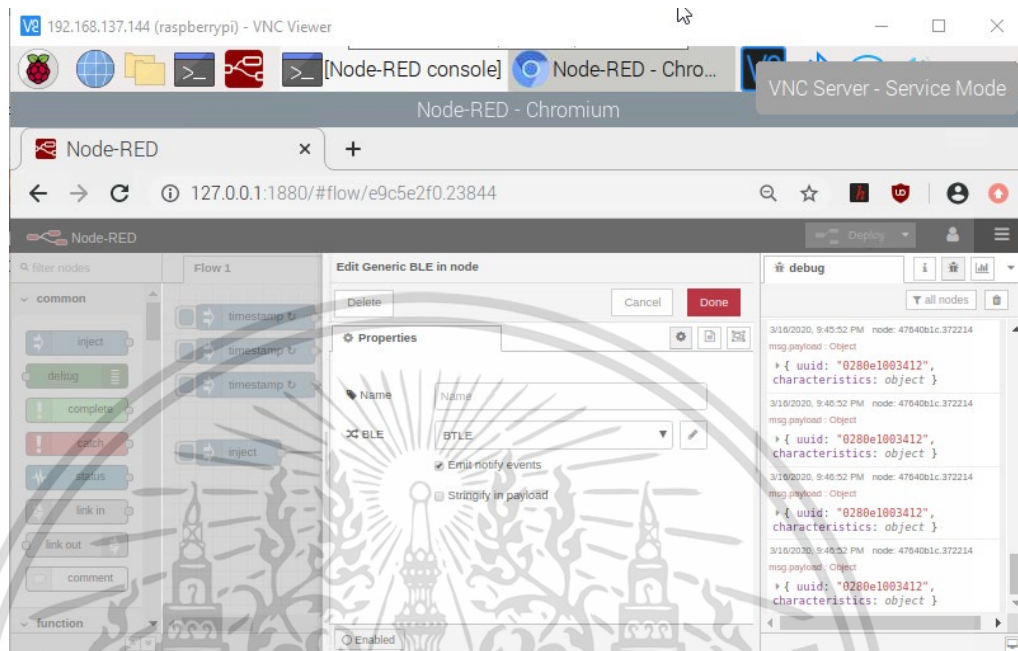 192.168.137.144 (raspberrypi) - VNC Viewer
[Node-RED console] Node-RED - Chro...
VNC Server - Service Mode
Node-RED - Chromium
Node-RED × +
127.0.0.1:1880/#flow/e9c5e2f0.23844
Node-RED Deploy
filter nodes
common
inject
debug
complete
catch
status
link in
link out
comment
function
Flow 1
timestamp ↻
timestamp ↻
timestamp ↻
inject
Edit Generic BLE in node
Delete Cancel Done
Properties
Name Name
BLE BTLE
Emit notify events
Stringify in payload
Enabled
debug
all nodes
3/16/2020, 9:45:52 PM node: 47640b1c.372214
msg.payload : Object
{ uuid: "0280e1003412",
characteristics: object }
3/16/2020, 9:46:52 PM node: 47640b1c.372214
msg.payload : Object
{ uuid: "0280e1003412",
characteristics: object }
3/16/2020, 9:46:52 PM node: 47640b1c.372214
msg.payload : Object
{ uuid: "0280e1003412",
characteristics: object }
3/16/2020, 9:46:52 PM node: 47640b1c.372214
msg.payload : Object
{ uuid: "0280e1003412",
characteristics: object }